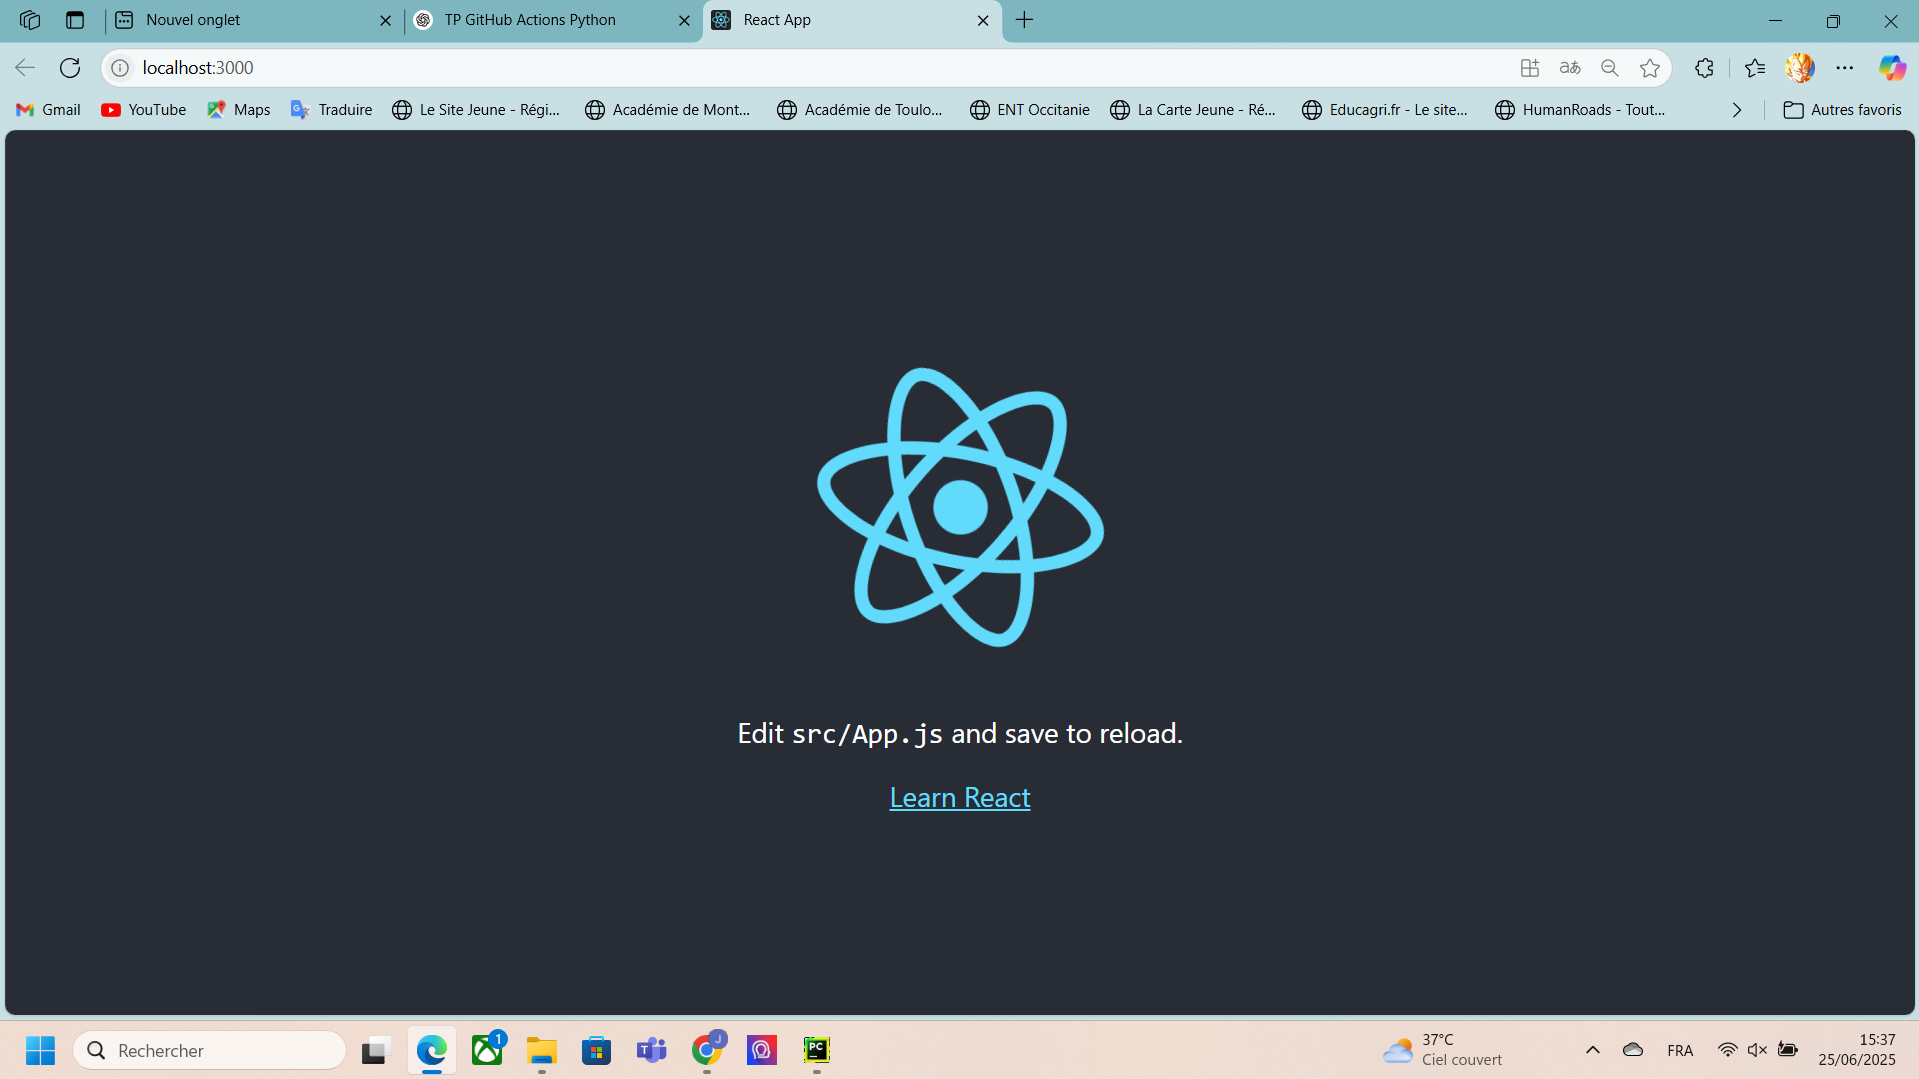 Nouvel onglet
TP GitHub Actions Python
React App
localhost:3000
aあ
Gmail
YouTube
Maps
Traduire
Le Site Jeune - Régi...
Académie de Mont...
Académie de Toulo...
ENT Occitanie
La Carte Jeune - Ré...
Educagri.fr - Le site...
HumanRoads - Tout...
Autres favoris
Edit src/App.js and save to reload.
Learn React
Rechercher
1
T
J
PC
37°C
Ciel couvert
FRA
15:37
25/06/2025